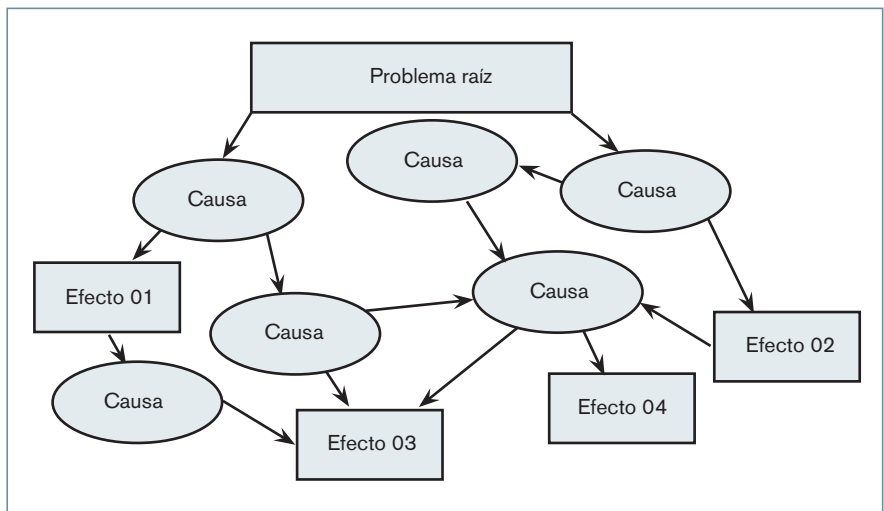 Problema raíz
Causa
Causa
Causa
Efecto 01
Causa
Causa
Efecto 02
Causa
Efecto 04
Efecto 03